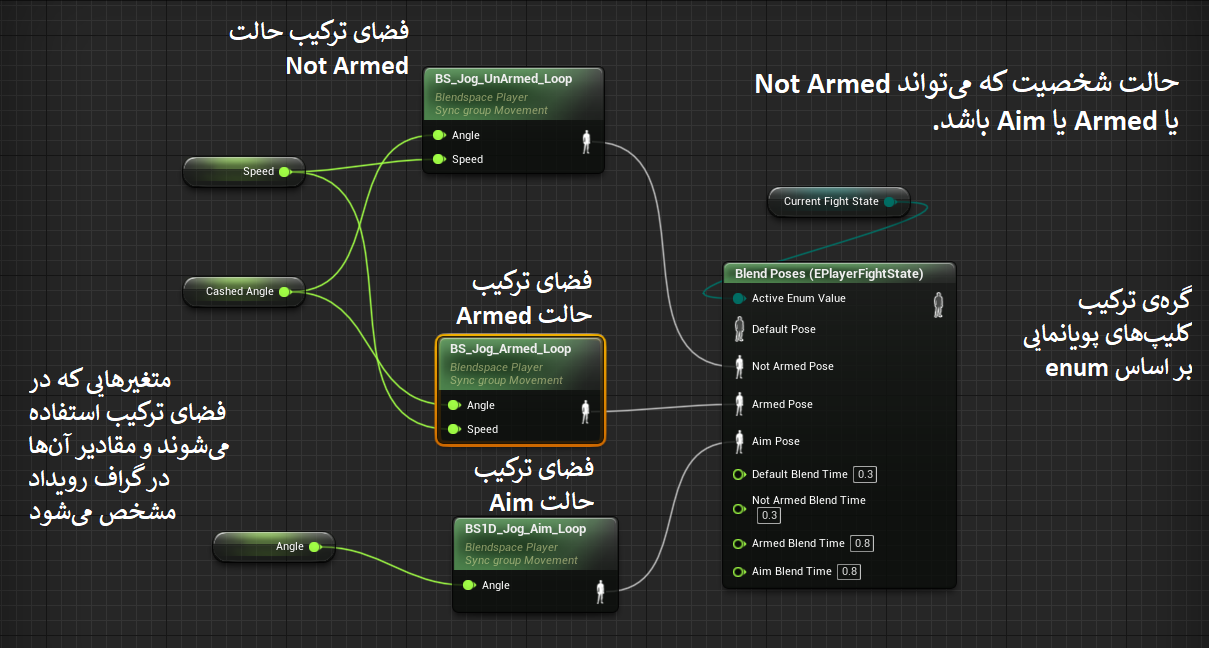 فضای ترکیب حالت
Not Armed
BS_Jog_UnArmed_Loop
Blendspace Player
Sync group Movement
Angle
Speed
حالت شخصیت که می‌تواند Not Armed
یا Armed یا Aim باشد.
Speed
Current Fight State
Cashed Angle
فضای ترکیب
حالت Armed
BS_Jog_Armed_Loop
Blendspace Player
Sync group Movement
Angle
Speed
Blend Poses (EPlayerFightState)
Active Enum Value
Default Pose
Not Armed Pose
Armed Pose
Aim Pose
Default Blend Time 0.3
Not Armed Blend Time
0.3
Armed Blend Time 0.8
Aim Blend Time 0.8
گره‌ی ترکیب
کلیپ‌های پویانمایی
بر اساس enum
متغیرهایی که در
فضای ترکیب استفاده
می‌شوند و مقادیر آن‌ها
در گراف رویداد
مشخص می‌شود
فضای ترکیب
حالت Aim
BS1D_Jog_Aim_Loop
Blendspace Player
Sync group Movement
Angle
Angle